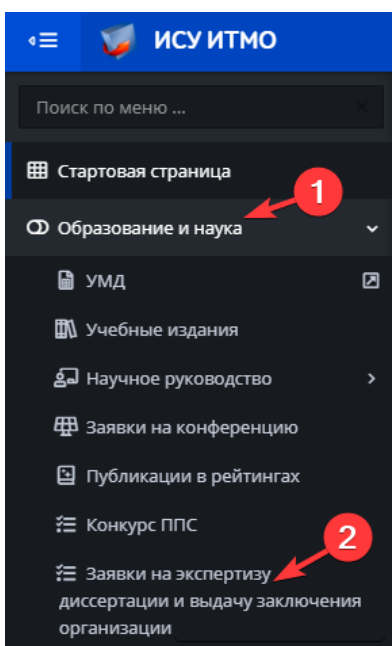 ИСУ ИТМО
Поиск по меню ...
Стартовая страница
1
Образование и наука
УМД
Учебные издания
Научное руководство
Заявки на конференцию
Публикации в рейтингах
Конкурс ППС
2
Заявки на экспертизу
диссертации и выдачу заключения
организации